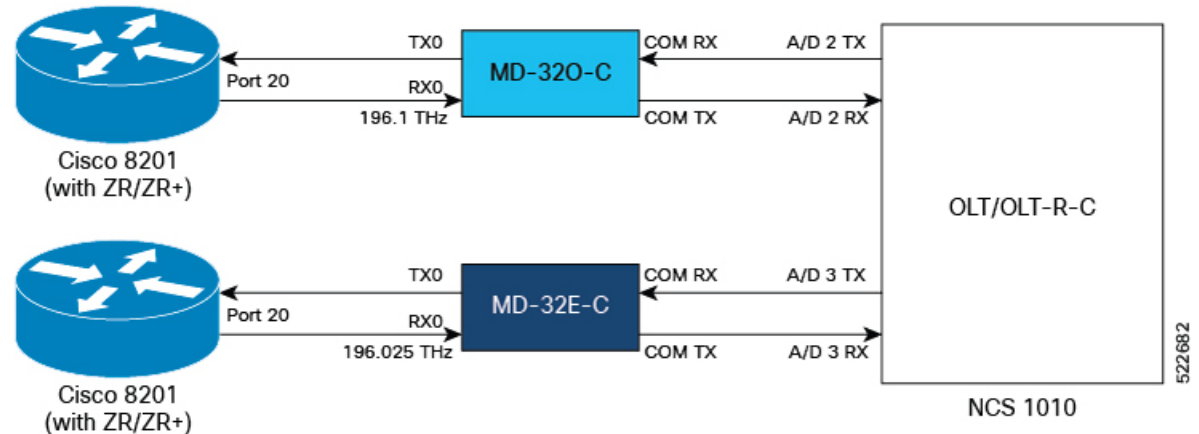 TX0
COM RX
A/D 2 TX
Port 20
MD-32O-C
RX0
196.1 THz
COM TX
A/D 2 RX
Cisco 8201
(with ZR/ZR+)
OLT/OLT-R-C
TX0
COM RX
A/D 3 TX
Port 20
MD-32E-C
RX0
196.025 THz
COM TX
A/D 3 RX
Cisco 8201
(with ZR/ZR+)
NCS 1010
522682